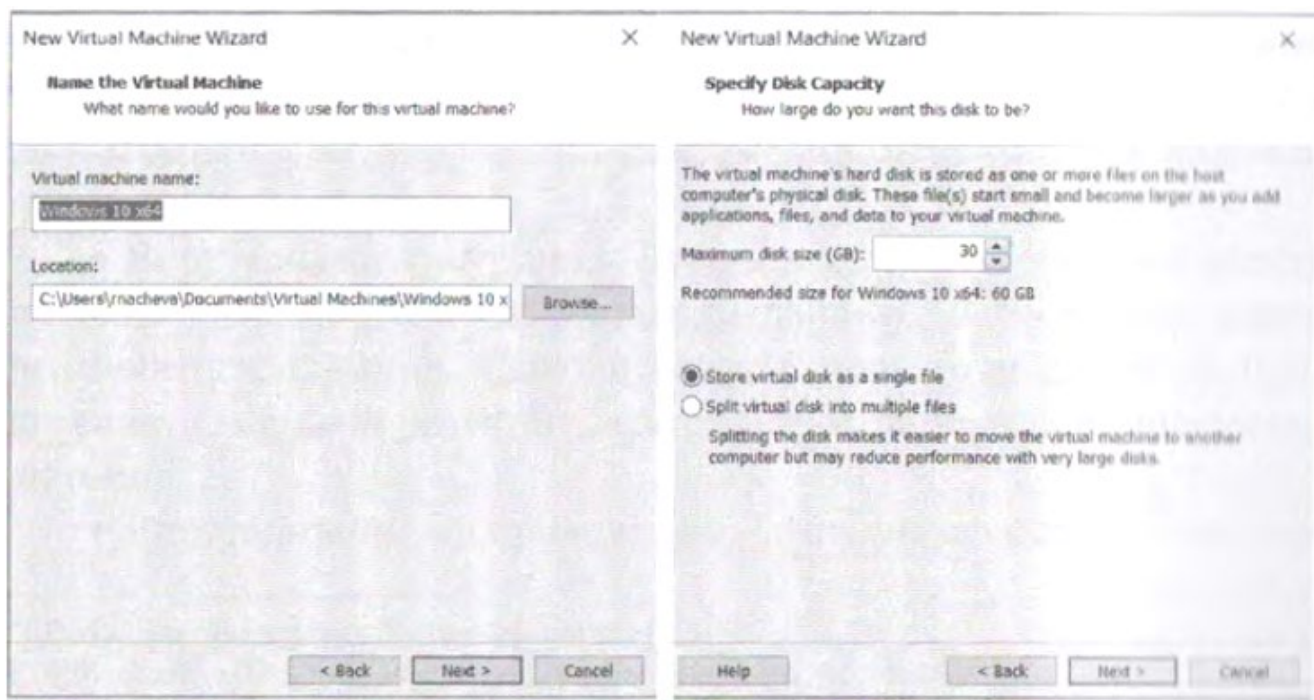 New Virtual Machine Wizard
Name the Virtual Machine
What name would you like to use for this virtual machine?
Virtual machine name:
Windows 10 x64
Location:
C:\Users\rnacheva\Documents\Virtual Machines\Windows 10 x
Browse...
< Back
Next >
Cancel
New Virtual Machine Wizard
Specify Disk Capacity
How large do you want this disk to be?
The virtual machine's hard disk is stored as one or more files on the host
computer's physical disk. These file(s) start small and become larger as you add
applications, files, and data to your virtual machine.
Maximum disk size (GB): 30
Recommended size for Windows 10 x64: 60 GB
Store virtual disk as a single file
Split virtual disk into multiple files
Splitting the disk makes it easier to move the virtual machine to another
computer but may reduce performance with very large disks.
Help
< Back
Next >
Cancel